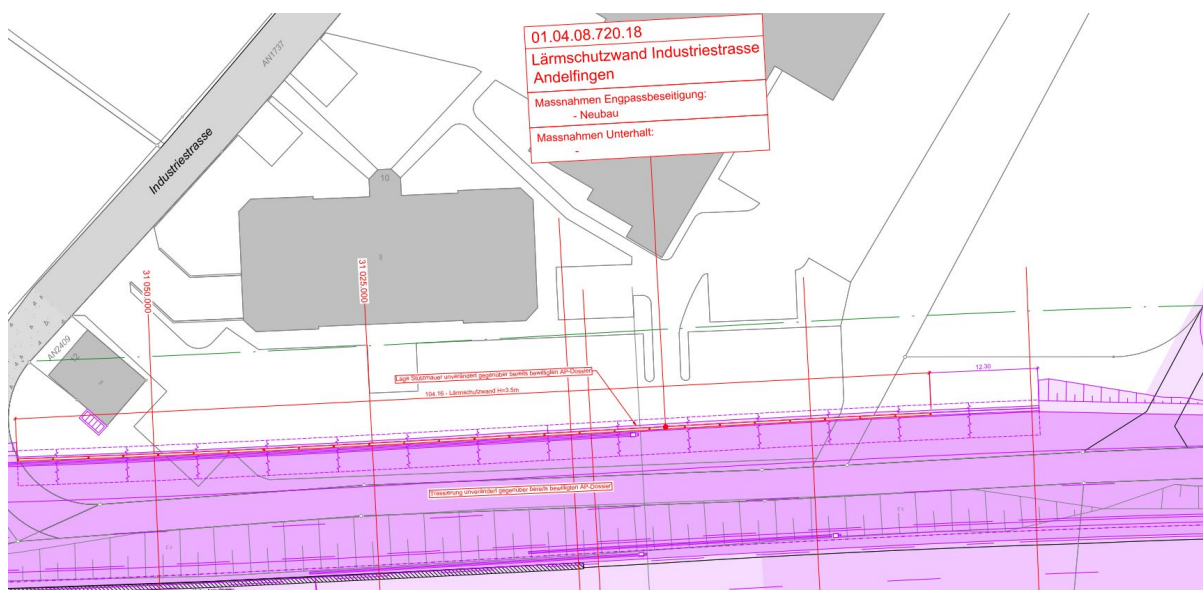 01.04.08.720.18
Lärmschutzwand Industriestrasse
Andelfingen
Massnahmen Engpassbeseitigung:
- Neubau
Massnahmen Unterhalt:
-
AN1737
Industriestrasse
10
31 050.000
31 025.000
AN2409
12
Lage Stützmauer unverändert gegenüber bereits bewilligten AP-Dossier
104.16 - Lärmschutzwand H=3.5m
12.30
Trassierung unverändert gegenüber bereits bewilligten AP-Dossier